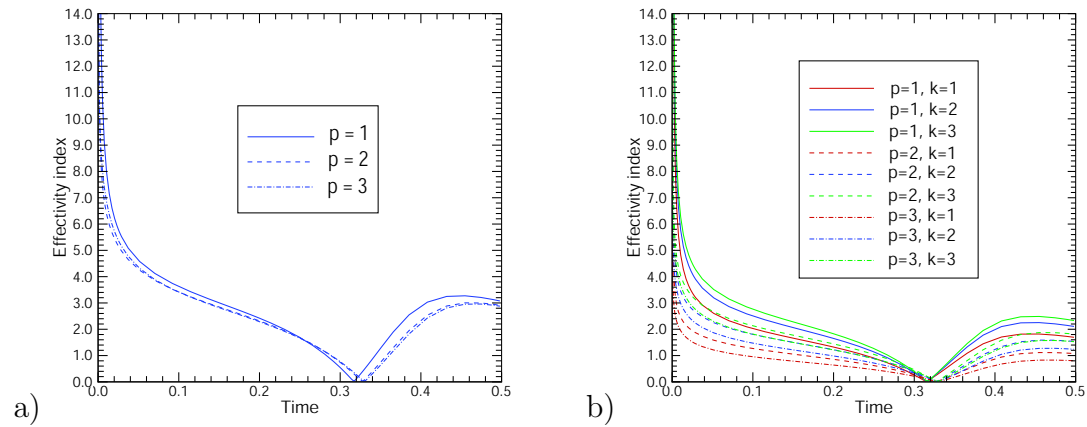 14.0
13.0
12.0
11.0
10.0
9.0
8.0
7.0
6.0
5.0
4.0
3.0
2.0
1.0
0.0
Effectivity index
p = 1
p = 2
p = 3
0.0 0.1 0.2 0.3 0.4 0.5
Time
a)
14.0
13.0
12.0
11.0
10.0
9.0
8.0
7.0
6.0
5.0
4.0
3.0
2.0
1.0
0.0
Effectivity index
p=1, k=1
p=1, k=2
p=1, k=3
p=2, k=1
p=2, k=2
p=2, k=3
p=3, k=1
p=3, k=2
p=3, k=3
0.0 0.1 0.2 0.3 0.4 0.5
Time
b)